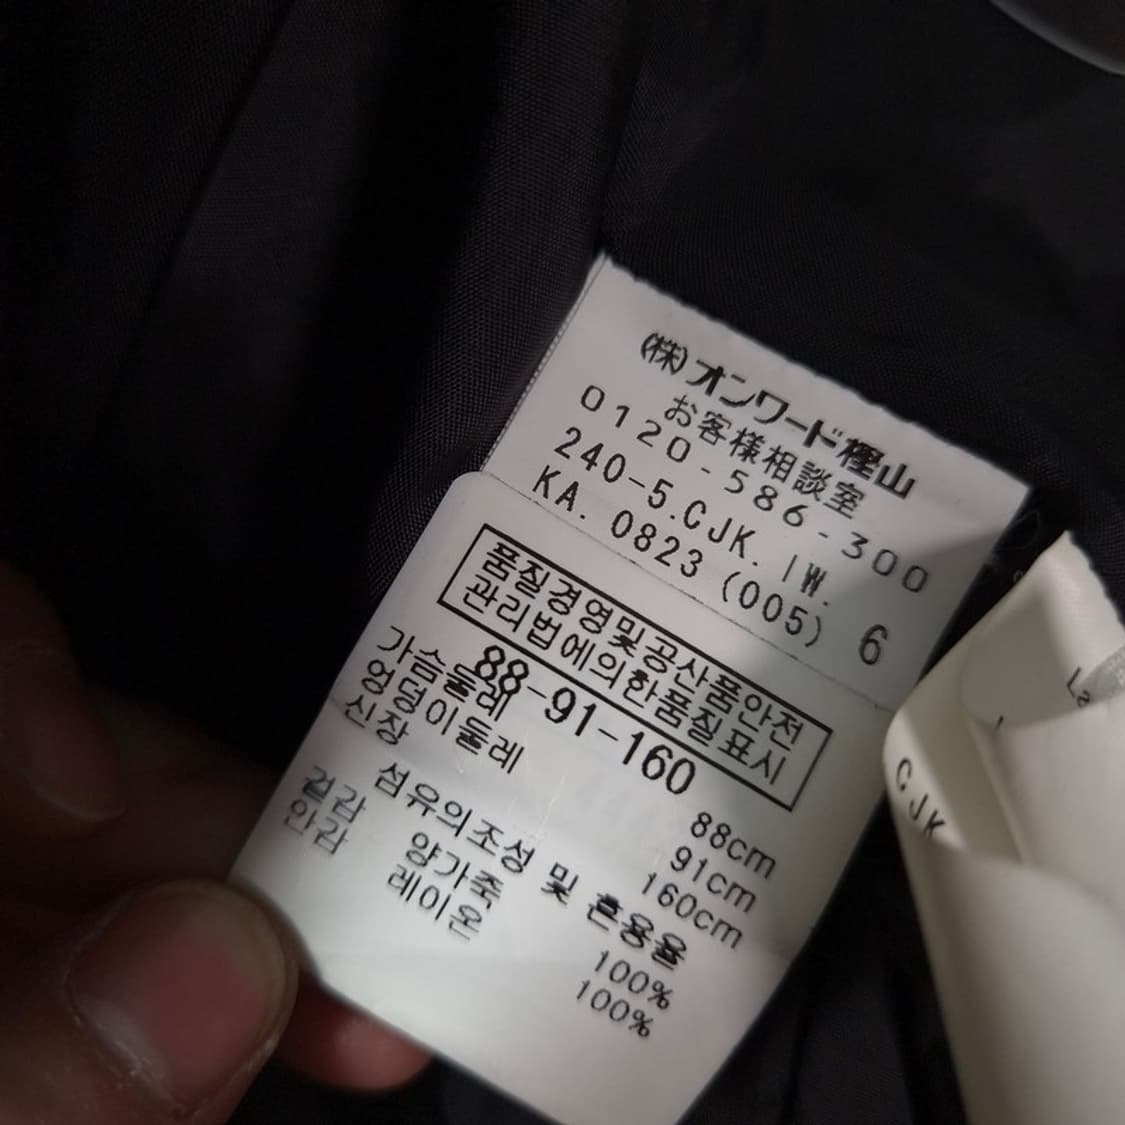 (株)オンワード樫山
お客様相談室
0120-586-300
240-5.CJK.IW.
KA.0823(005) 6
품질경영및공산품안전
관리법에의한품질표시
88-91-160
가슴둘레 88cm
엉덩이둘레 91cm
신장 160cm
섬유의조성 및 혼용율
겉감 양가죽 100%
안감 레이온 100%
La
CJK